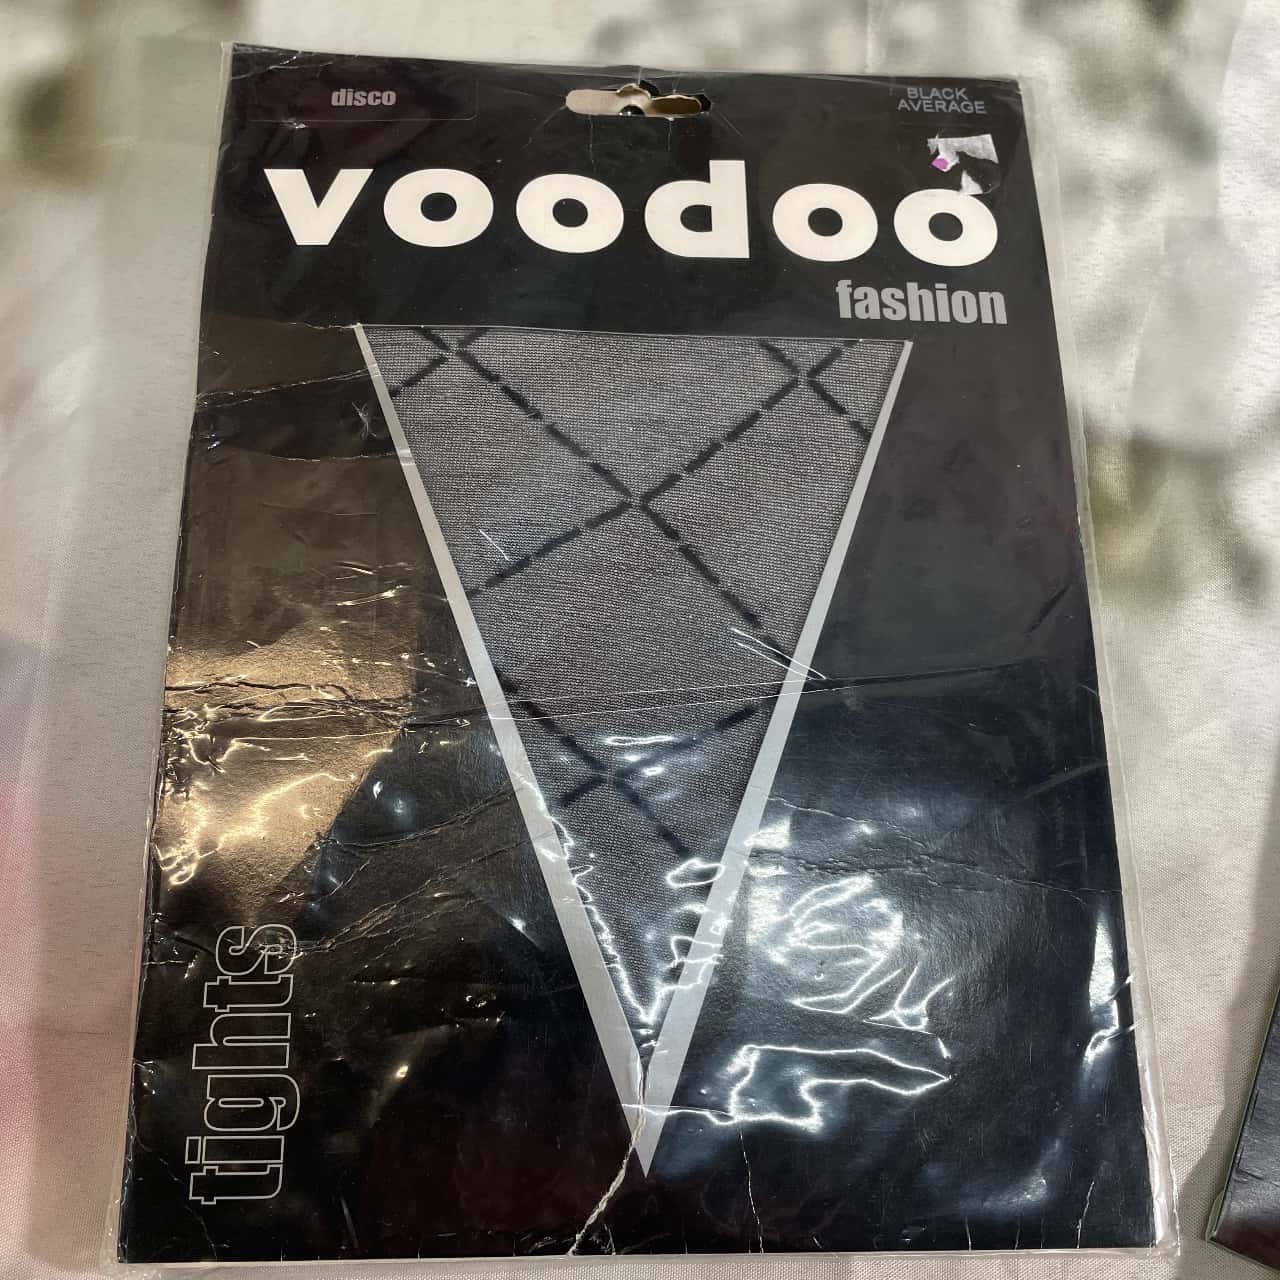 disco
BLACK
AVERAGE
voodoo
fashion
tights